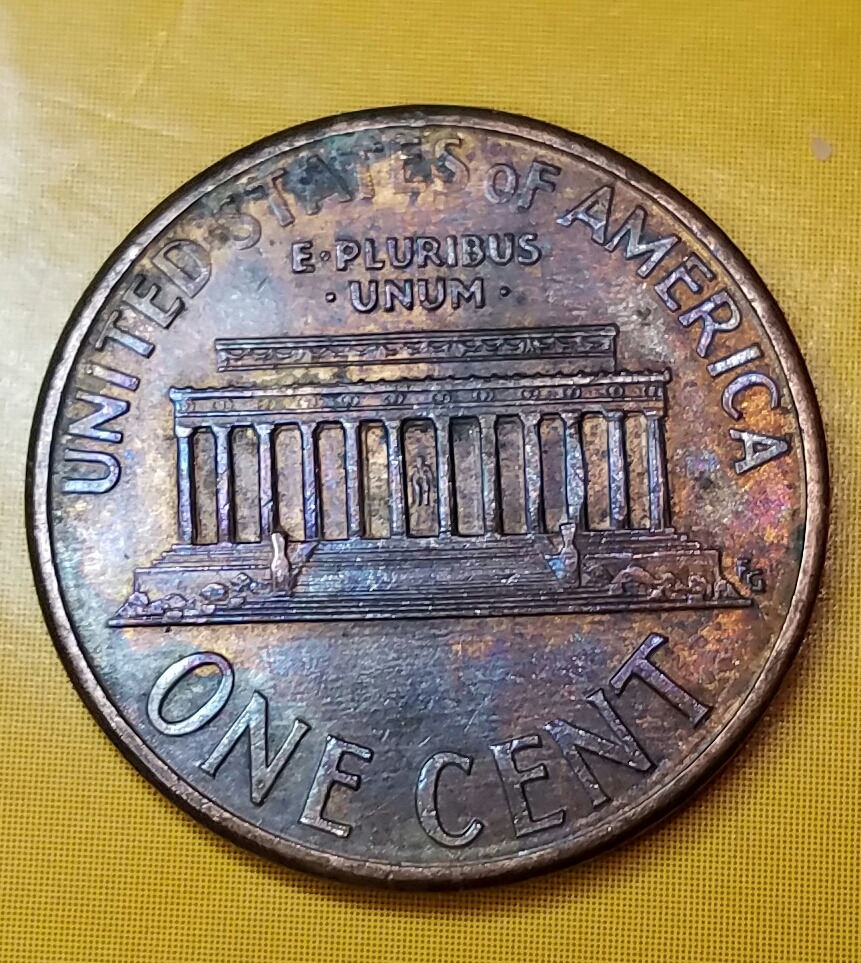 UNITED STATES OF AMERICA
E·PLURIBUS
·UNUM·
FG
ONE CENT